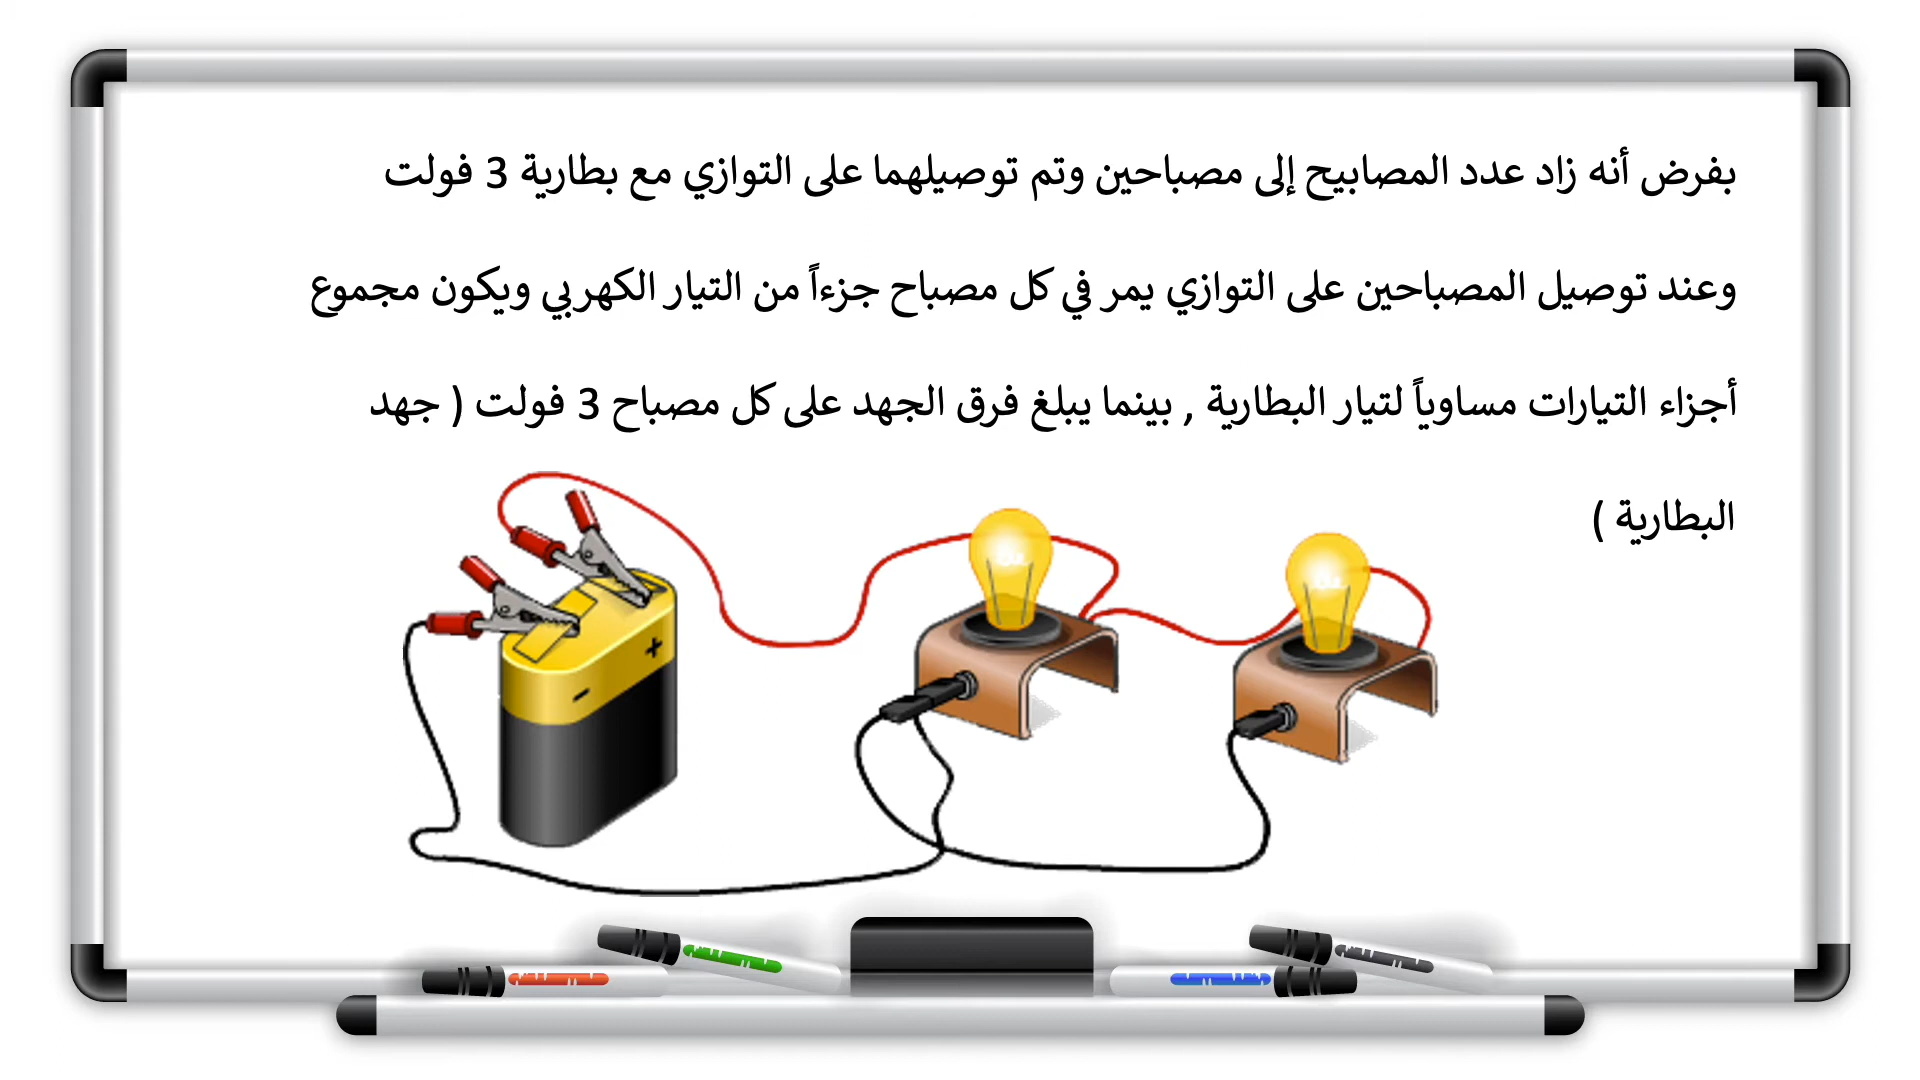 بفرض أنه زاد عدد المصابيح إلى مصباحين وتم توصيلهما على التوازي مع بطارية 3 فولت
وعند توصيل المصباحين على التوازي يمر في كل مصباح جزءاً من التيار الكهربي ويكون مجموع
أجزاء التيارات مساوياً لتيار البطارية , بينما يبلغ فرق الجهد على كل مصباح 3 فولت ( جهد
البطارية )
+
-